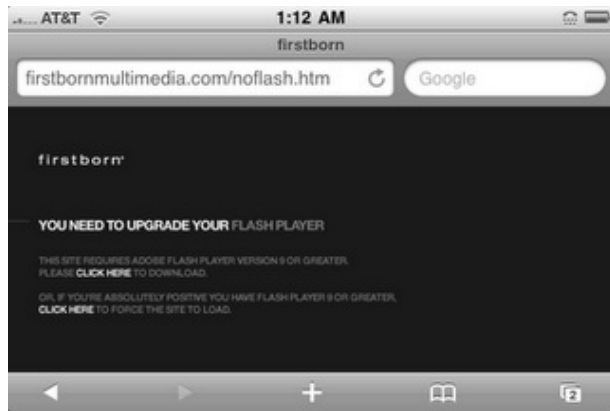 AT&T 1:12 AM
firstborn
firstbornmultimedia.com/noflash.htm Google
firstborn
YOU NEED TO UPGRADE YOUR FLASH PLAYER
THIS SITE REQUIRES ADOBE FLASH PLAYER VERSION 9 OR GREATER.
PLEASE CLICK HERE TO DOWNLOAD.
OR, IF YOU'RE ABSOLUTELY POSITIVE YOU HAVE FLASH PLAYER 9 OR GREATER,
CLICK HERE TO FORCE THE SITE TO LOAD.
2